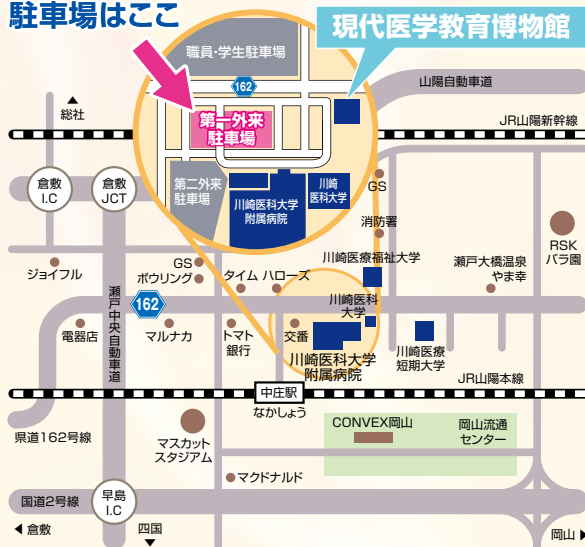 駐車場はここ
現代医学教育博物館
職員・学生駐車場
162
山陽自動車道
総社
JR山陽新幹線
第一外来
駐車場
倉敷
I.C
倉敷
JCT
第二外来
駐車場
川崎医科大学
附属病院
川崎
医科大学
GS
消防署
RSK
バラ園
ジョイフル
GS
ボウリング
タイム
ハローズ
川崎医療福祉大学
瀬戸大橋温泉
やま幸
瀬戸中央自動車道
162
川崎医科
大学
電器店
マルナカ
トマト
銀行
交番
川崎医科大学
附属病院
川崎医療
短期大学
中庄駅
なかしょう
JR山陽本線
県道162号線
マスカット
スタジアム
CONVEX岡山
岡山流通
センター
マクドナルド
国道2号線
早島
I.C
倉敷
四国
岡山